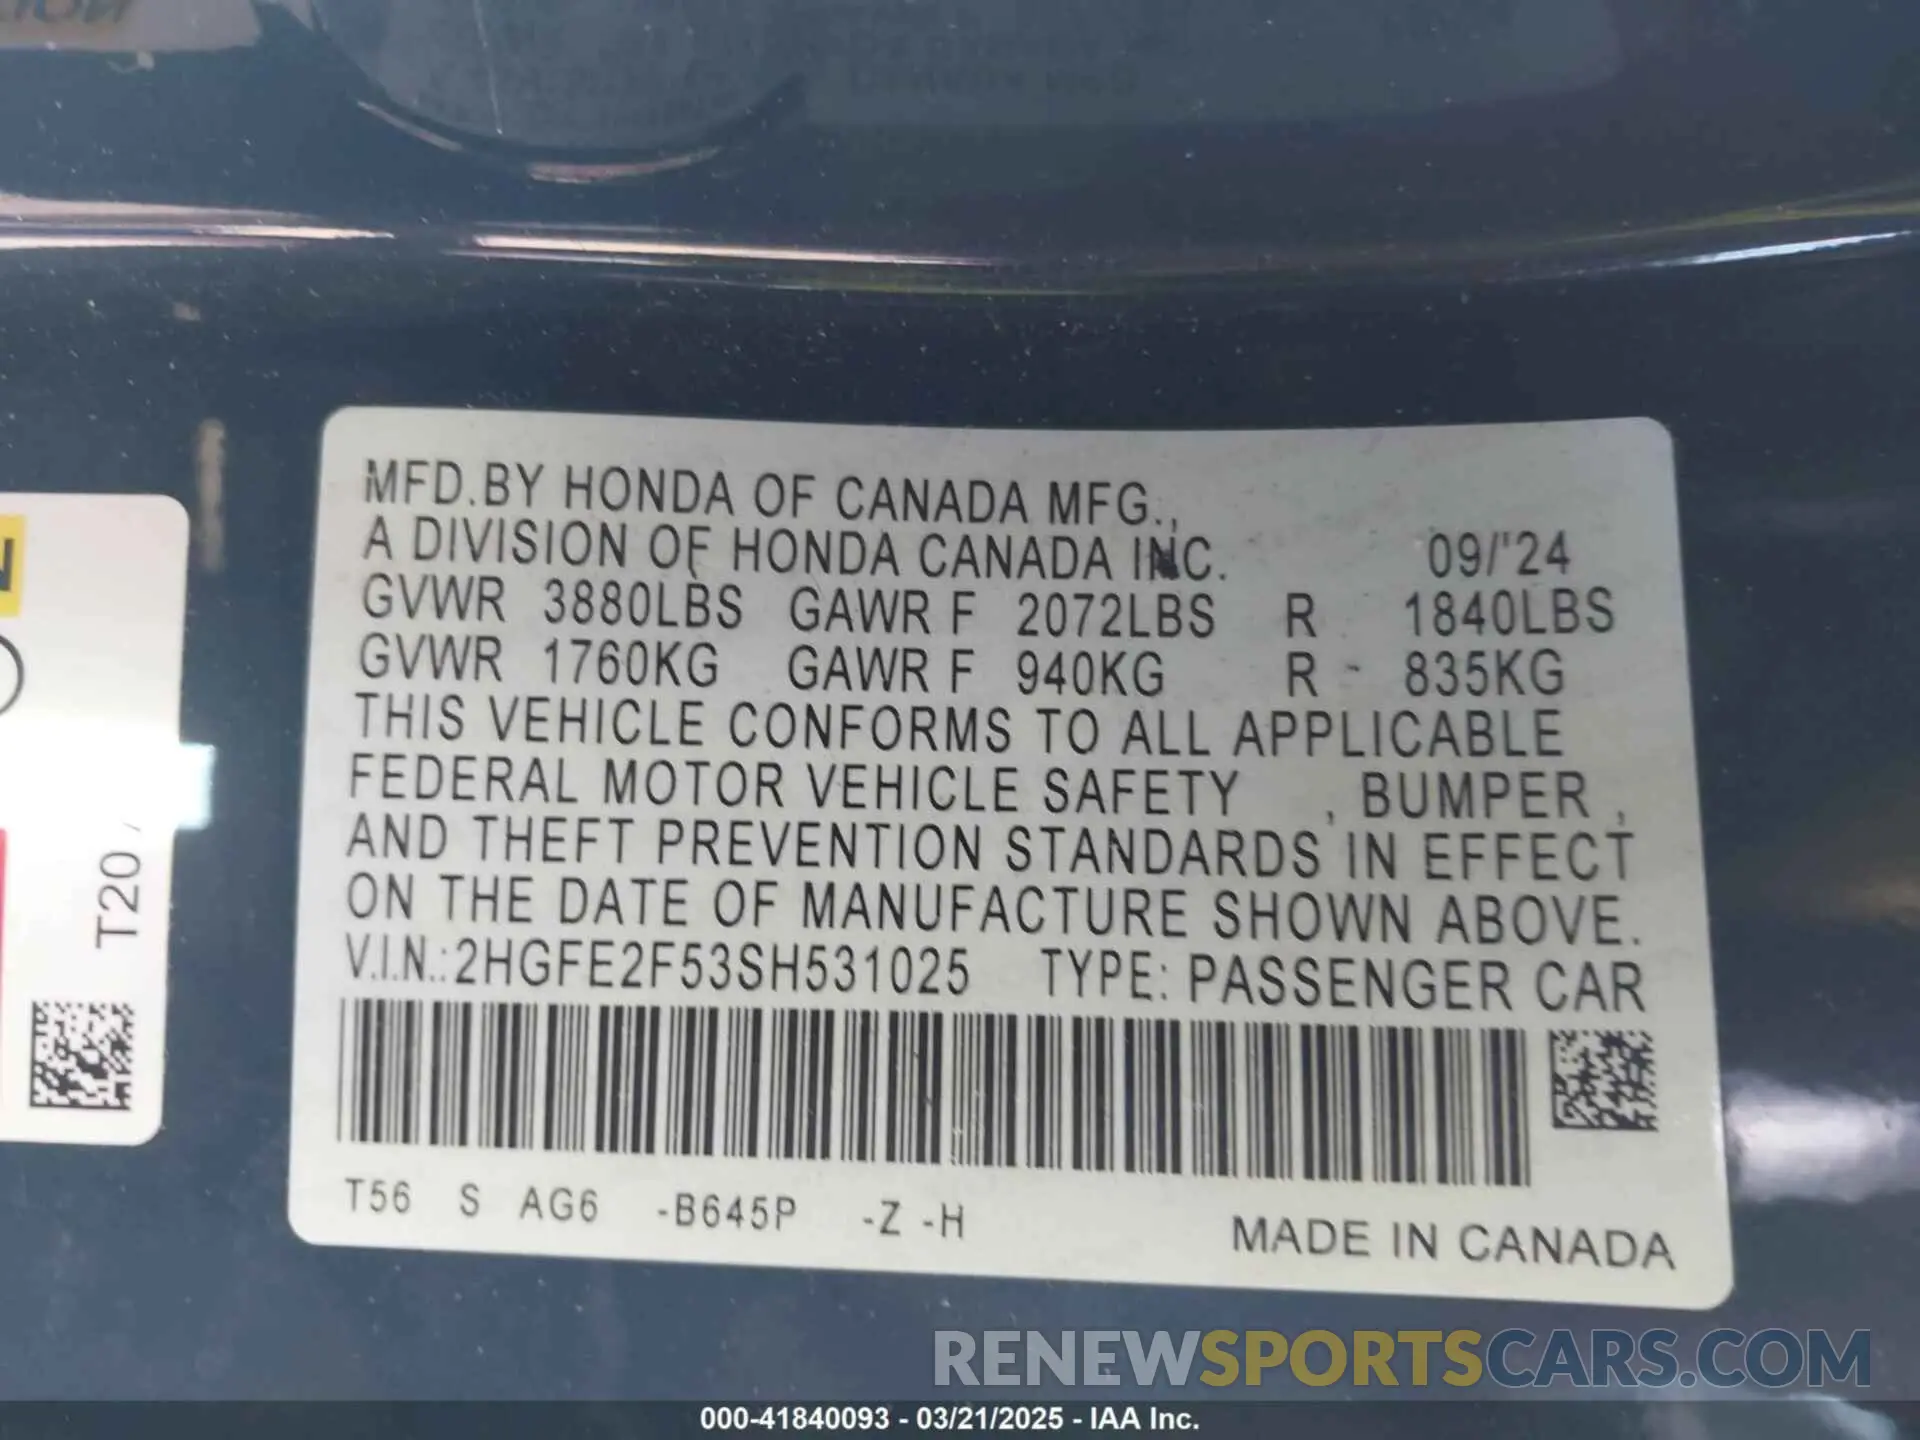 MFD.BY HONDA OF CANADA MFG.,
A DIVISION OF HONDA CANADA INC. 09/'24
GVWR 3880LBS GAWR F 2072LBS R 1840LBS
GVWR 1760KG GAWR F 940KG R 835KG
THIS VEHICLE CONFORMS TO ALL APPLICABLE
FEDERAL MOTOR VEHICLE SAFETY , BUMPER ,
AND THEFT PREVENTION STANDARDS IN EFFECT
ON THE DATE OF MANUFACTURE SHOWN ABOVE.
V.I.N.:2HGFE2F53SH531025 TYPE: PASSENGER CAR
T56 S AG6 -B645P -Z -H
MADE IN CANADA
T20
RENEWSPORTSCARS.COM
000-41840093 - 03/21/2025 - IAA Inc.